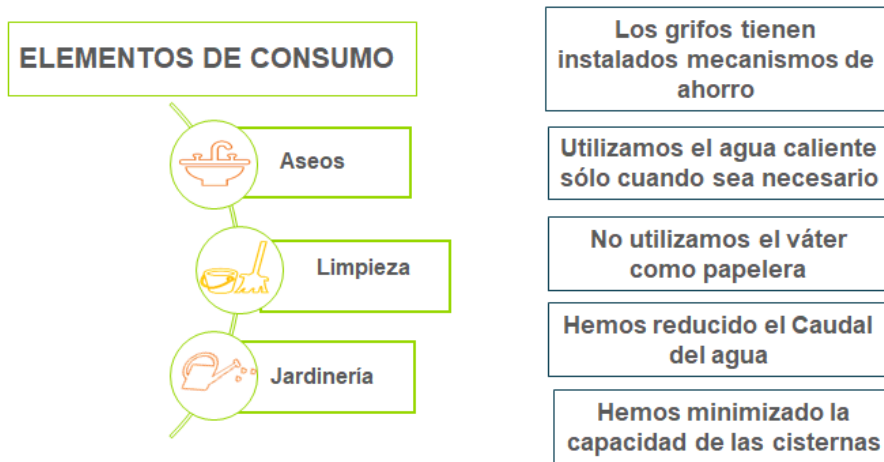 ELEMENTOS DE CONSUMO
Aseos
Limpieza
Jardinería
Los grifos tienen
instalados mecanismos de
ahorro
Utilizamos el agua caliente
sólo cuando sea necesario
No utilizamos el váter
como papelera
Hemos reducido el Caudal
del agua
Hemos minimizado la
capacidad de las cisternas